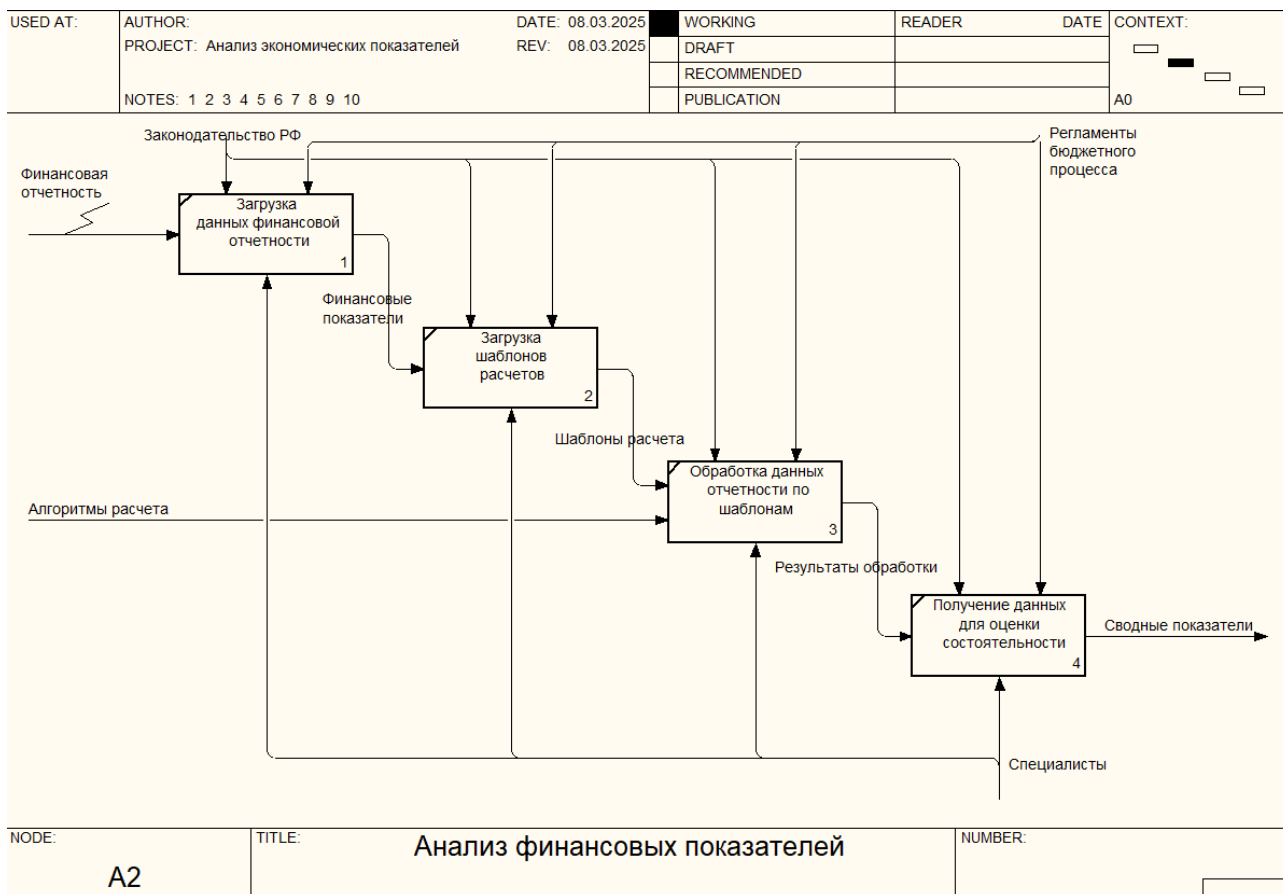 USED AT:
AUTHOR:
DATE: 08.03.2025
PROJECT: Анализ экономических показателей
REV: 08.03.2025
NOTES: 1 2 3 4 5 6 7 8 9 10
WORKING
DRAFT
RECOMMENDED
PUBLICATION
READER
DATE
CONTEXT:
A0
Законодательство РФ
Регламенты
бюджетного
процесса
Финансовая
отчетность
Загрузка
данных финансовой
отчетности
1
Финансовые
показатели
Загрузка
шаблонов
расчетов
2
Шаблоны расчета
Обработка данных
отчетности по
шаблонам
3
Алгоритмы расчета
Результаты обработки
Получение данных
для оценки
состоятельности
4
Сводные показатели
Специалисты
NODE:
A2
TITLE:
Анализ финансовых показателей
NUMBER: